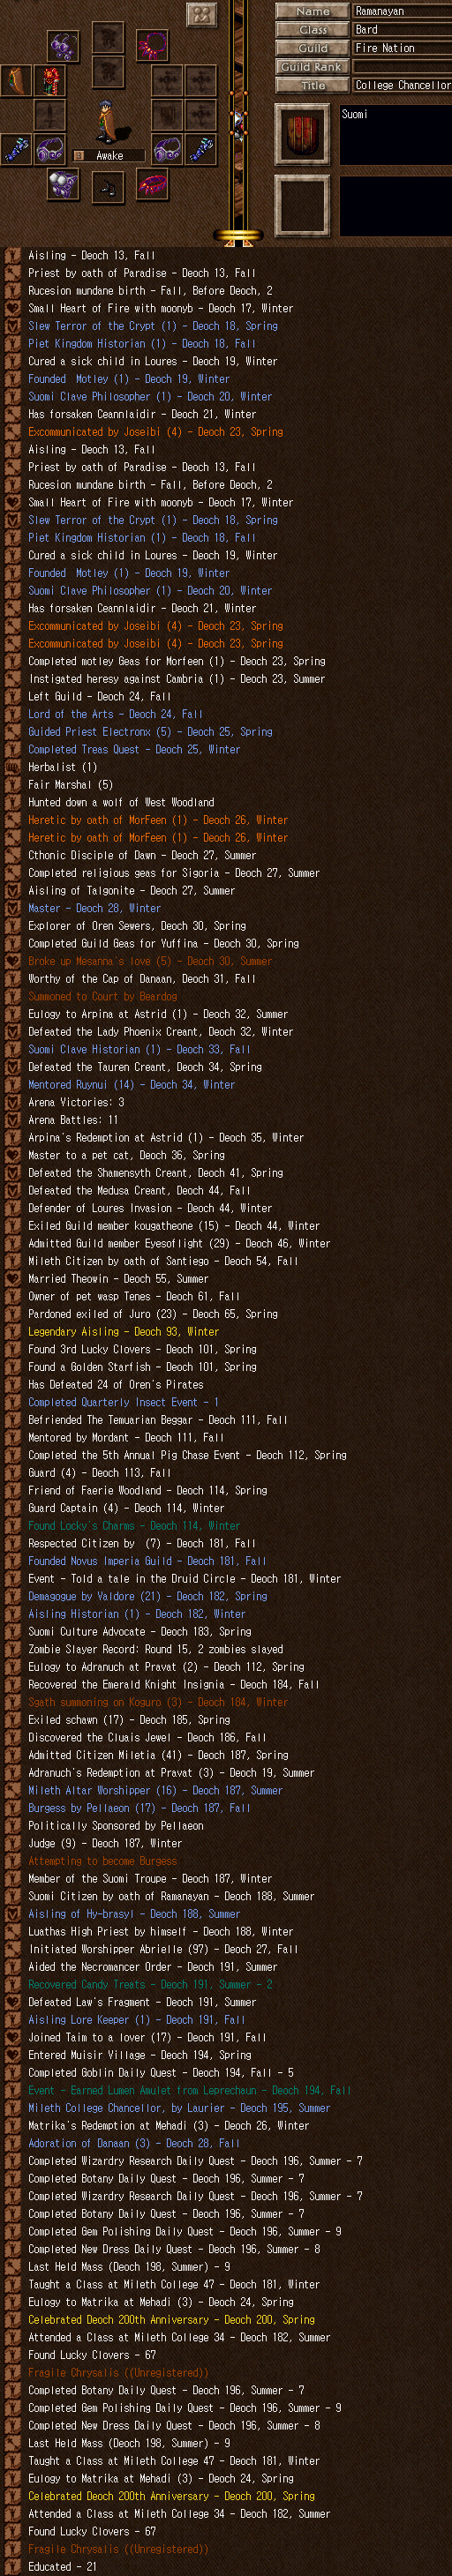 Name
Ramanayan
Class
Bard
Guild
Fire Nation
Guild Rank
Title
College Chancellor
Suomi
Awake
Aisling - Deoch 13, Fall
Priest by oath of Paradise - Deoch 13, Fall
Rucesion mundane birth - Fall, Before Deoch, 2
Small Heart of Fire with moonyb - Deoch 17, Winter
Slew Terror of the Crypt (1) - Deoch 18, Spring
Piet Kingdom Historian (1) - Deoch 18, Fall
Cured a sick child in Loures - Deoch 19, Winter
Founded  Motley (1) - Deoch 19, Winter
Suomi Clave Philosopher (1) - Deoch 20, Winter
Has forsaken Ceannlaidir - Deoch 21, Winter
Excommunicated by Joseibi (4) - Deoch 23, Spring
Aisling - Deoch 13, Fall
Priest by oath of Paradise - Deoch 13, Fall
Rucesion mundane birth - Fall, Before Deoch, 2
Small Heart of Fire with moonyb - Deoch 17, Winter
Slew Terror of the Crypt (1) - Deoch 18, Spring
Piet Kingdom Historian (1) - Deoch 18, Fall
Cured a sick child in Loures - Deoch 19, Winter
Founded  Motley (1) - Deoch 19, Winter
Suomi Clave Philosopher (1) - Deoch 20, Winter
Has forsaken Ceannlaidir - Deoch 21, Winter
Excommunicated by Joseibi (4) - Deoch 23, Spring
Excommunicated by Joseibi (4) - Deoch 23, Spring
Completed motley Geas for Morfeen (1) - Deoch 23, Spring
Instigated heresy against Cambria (1) - Deoch 23, Summer
Left Guild - Deoch 24, Fall
Lord of the Arts - Deoch 24, Fall
Guided Priest Electronx (5) - Deoch 25, Spring
Completed Treas Quest - Deoch 25, Winter
Herbalist (1)
Fair Marshal (5)
Hunted down a wolf of West Woodland
Heretic by oath of MorFeen (1) - Deoch 26, Winter
Heretic by oath of MorFeen (1) - Deoch 26, Winter
Cthonic Disciple of Dawn - Deoch 27, Summer
Completed religious geas for Sigoria - Deoch 27, Summer
Aisling of Talgonite - Deoch 27, Summer
Master - Deoch 28, Winter
Explorer of Oren Sewers, Deoch 30, Spring
Completed Guild Geas for Yuffina - Deoch 30, Spring
Broke up Mesanna's love (5) - Deoch 30, Summer
Worthy of the Cap of Danaan, Deoch 31, Fall
Summoned to Court by Beardog
Eulogy to Arpina at Astrid (1) - Deoch 32, Summer
Defeated the Lady Phoenix Creant, Deoch 32, Winter
Suomi Clave Historian (1) - Deoch 33, Fall
Defeated the Tauren Creant, Deoch 34, Spring
Mentored Ruynui (14) - Deoch 34, Winter
Arena Victories: 3
Arena Battles: 11
Arpina's Redemption at Astrid (1) - Deoch 35, Winter
Master to a pet cat, Deoch 36, Spring
Defeated the Shamensyth Creant, Deoch 41, Spring
Defeated the Medusa Creant, Deoch 44, Fall
Defender of Loures Invasion - Deoch 44, Winter
Exiled Guild member kougatheone (15) - Deoch 44, Winter
Admitted Guild member Eyesoflight (29) - Deoch 46, Winter
Mileth Citizen by oath of Santiego - Deoch 54, Fall
Married Theowin - Deoch 55, Summer
Owner of pet wasp Tenes - Deoch 61, Fall
Pardoned exiled of Juro (23) - Deoch 65, Spring
Legendary Aisling - Deoch 93, Winter
Found 3rd Lucky Clovers - Deoch 101, Spring
Found a Golden Starfish - Deoch 101, Spring
Has Defeated 24 of Oren's Pirates
Completed Quarterly Insect Event - 1
Befriended The Temuarian Beggar - Deoch 111, Fall
Mentored by Mordant - Deoch 111, Fall
Completed the 5th Annual Pig Chase Event - Deoch 112, Spring
Guard (4) - Deoch 113, Fall
Friend of Faerie Woodland - Deoch 114, Spring
Guard Captain (4) - Deoch 114, Winter
Found Locky's Charms - Deoch 114, Winter
Respected Citizen by  (7) - Deoch 181, Fall
Founded Novus Imperia Guild - Deoch 181, Fall
Event - Told a tale in the Druid Circle - Deoch 181, Winter
Demagogue by Valdore (21) - Deoch 182, Spring
Aisling Historian (1) - Deoch 182, Winter
Suomi Culture Advocate - Deoch 183, Spring
Zombie Slayer Record: Round 15, 2 zombies slayed
Eulogy to Adranuch at Pravat (2) - Deoch 112, Spring
Recovered the Emerald Knight Insignia - Deoch 184, Fall
Sgath summoning on Koguro (3) - Deoch 184, Winter
Exiled schawn (17) - Deoch 185, Spring
Discovered the Cluais Jewel - Deoch 186, Fall
Admitted Citizen Miletia (41) - Deoch 187, Spring
Adranuch's Redemption at Pravat (3) - Deoch 19, Summer
Mileth Altar Worshipper (16) - Deoch 187, Summer
Burgess by Pellaeon (17) - Deoch 187, Fall
Politically Sponsored by Pellaeon
Judge (9) - Deoch 187, Winter
Attempting to become Burgess
Member of the Suomi Troupe - Deoch 187, Winter
Suomi Citizen by oath of Ramanayan - Deoch 188, Summer
Aisling of Hy-brasyl - Deoch 188, Summer
Luathas High Priest by himself - Deoch 188, Winter
Initiated Worshipper Abrielle (97) - Deoch 27, Fall
Aided the Necromancer Order - Deoch 191, Summer
Recovered Candy Treats - Deoch 191, Summer - 2
Defeated Law's Fragment - Deoch 191, Summer
Aisling Lore Keeper (1) - Deoch 191, Fall
Joined Taim to a lover (17) - Deoch 191, Fall
Entered Muisir Village - Deoch 194, Spring
Completed Goblin Daily Quest - Deoch 194, Fall - 5
Event - Earned Lumen Amulet from Leprechaun - Deoch 194, Fall
Mileth College Chancellor, by Laurier - Deoch 195, Summer
Matrika's Redemption at Mehadi (3) - Deoch 26, Winter
Adoration of Danaan (3) - Deoch 28, Fall
Completed Wizardry Research Daily Quest - Deoch 196, Summer - 7
Completed Botany Daily Quest - Deoch 196, Summer - 7
Completed Wizardry Research Daily Quest - Deoch 196, Summer - 7
Completed Botany Daily Quest - Deoch 196, Summer - 7
Completed Gem Polishing Daily Quest - Deoch 196, Summer - 9
Completed New Dress Daily Quest - Deoch 196, Summer - 8
Last Held Mass (Deoch 198, Summer) - 9
Taught a Class at Mileth College 47 - Deoch 181, Winter
Eulogy to Matrika at Mehadi (3) - Deoch 24, Spring
Celebrated Deoch 200th Anniversary - Deoch 200, Spring
Attended a Class at Mileth College 34 - Deoch 182, Summer
Found Lucky Clovers - 67
Fragile Chrysalis ((Unregistered))
Completed Botany Daily Quest - Deoch 196, Summer - 7
Completed Gem Polishing Daily Quest - Deoch 196, Summer - 9
Completed New Dress Daily Quest - Deoch 196, Summer - 8
Last Held Mass (Deoch 198, Summer) - 9
Taught a Class at Mileth College 47 - Deoch 181, Winter
Eulogy to Matrika at Mehadi (3) - Deoch 24, Spring
Celebrated Deoch 200th Anniversary - Deoch 200, Spring
Attended a Class at Mileth College 34 - Deoch 182, Summer
Found Lucky Clovers - 67
Fragile Chrysalis ((Unregistered))
Educated - 21